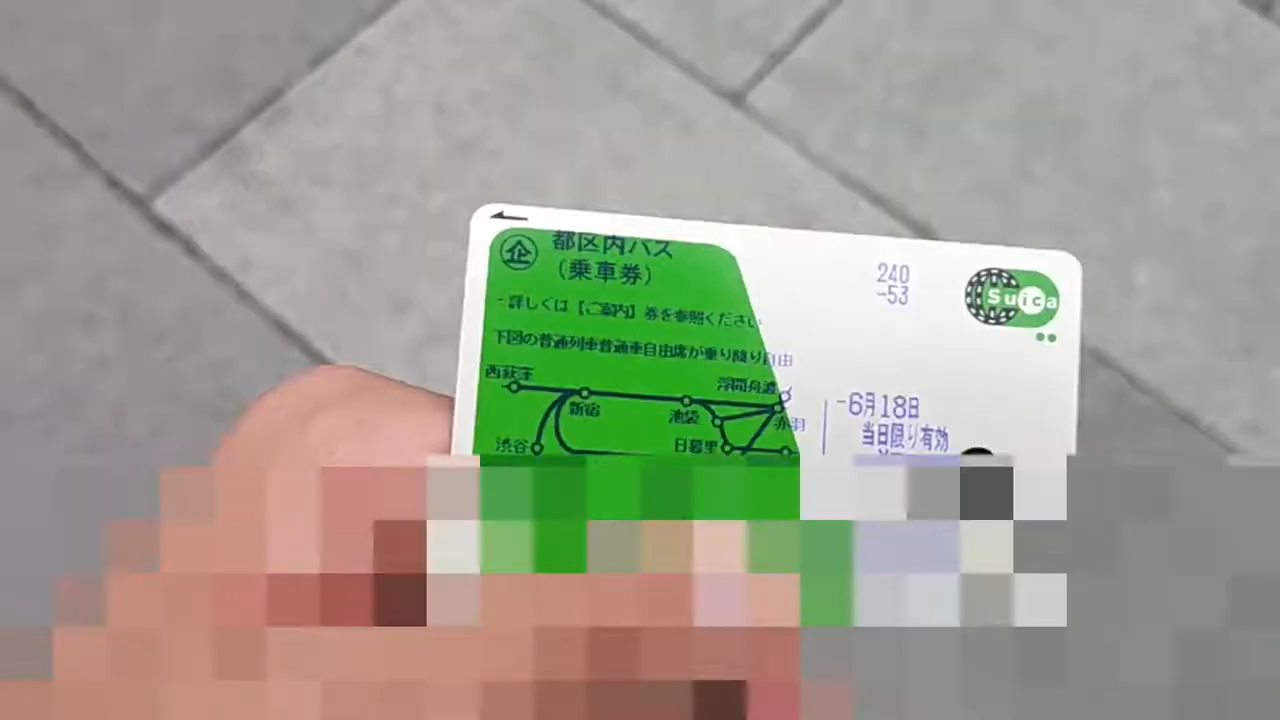 企 都区内パス
(乗車券)
240
-53
Suica
-詳しくは【ご案内】券を参照ください
下図の普通列車普通車自由席が乗り降り自由
西荻窪
新宿
池袋
浮間舟渡
赤羽
渋谷
日暮里
-6月18日
当日限り有効